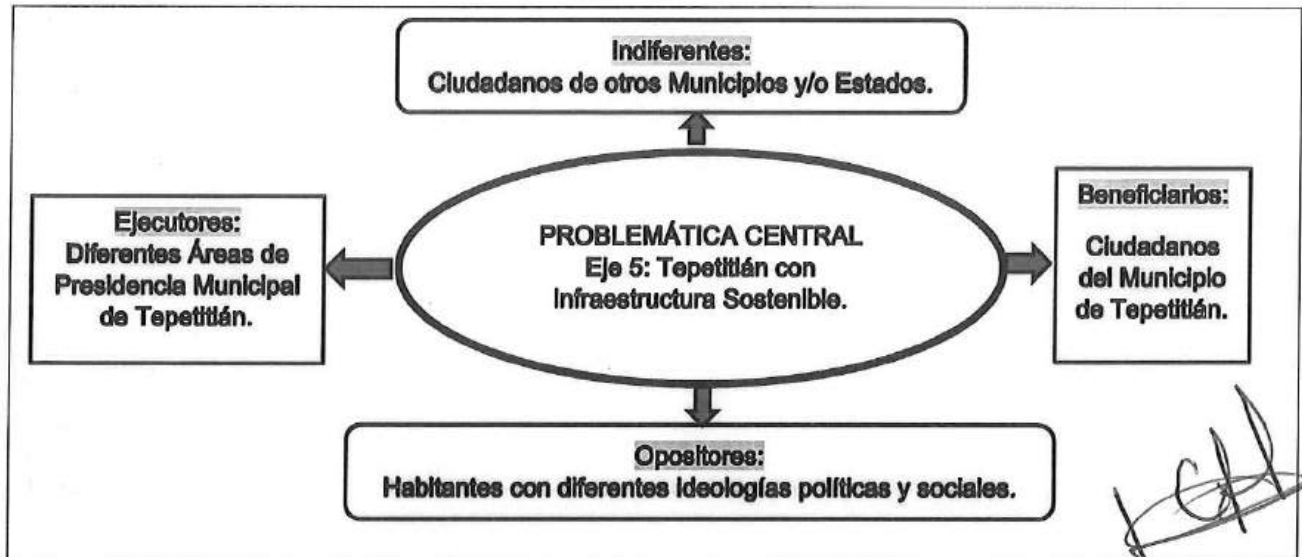 Indiferentes:
Ciudadanos de otros Municipios y/o Estados.
Ejecutores:
Diferentes Áreas de
Presidencia Municipal
de Tepetitlán.
PROBLEMÁTICA CENTRAL
Eje 5: Tepetitlán con
Infraestructura Sostenible.
Beneficiarios:
Ciudadanos
del Municipio
de Tepetitlán.
Opositores:
Habitantes con diferentes ideologías políticas y sociales.